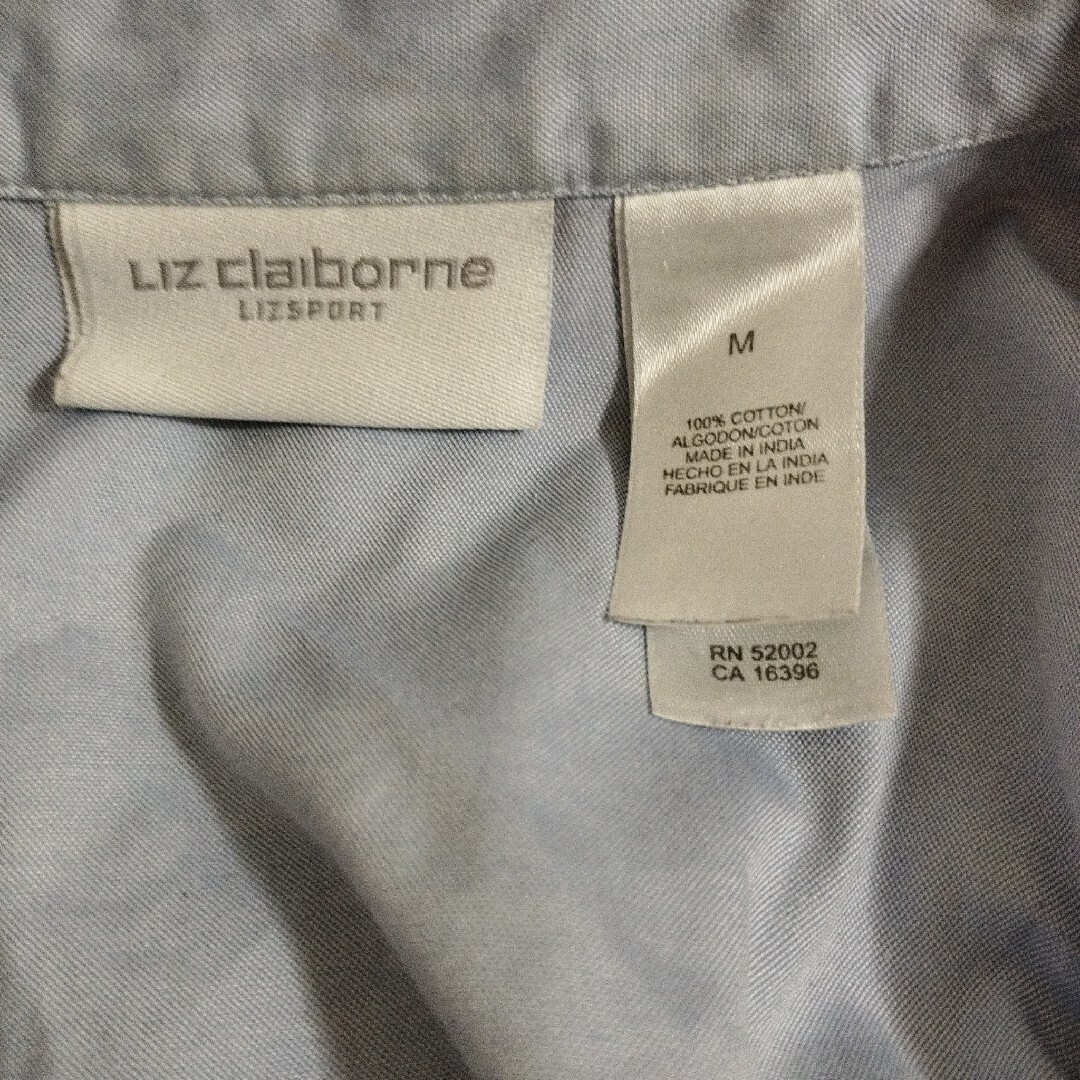 Liz claiborne
LIZSPORT
M
100% COTTON/
ALGODON/COTON
MADE IN INDIA
HECHO EN LA INDIA
FABRIQUE EN INDE
RN 52002
CA 16396